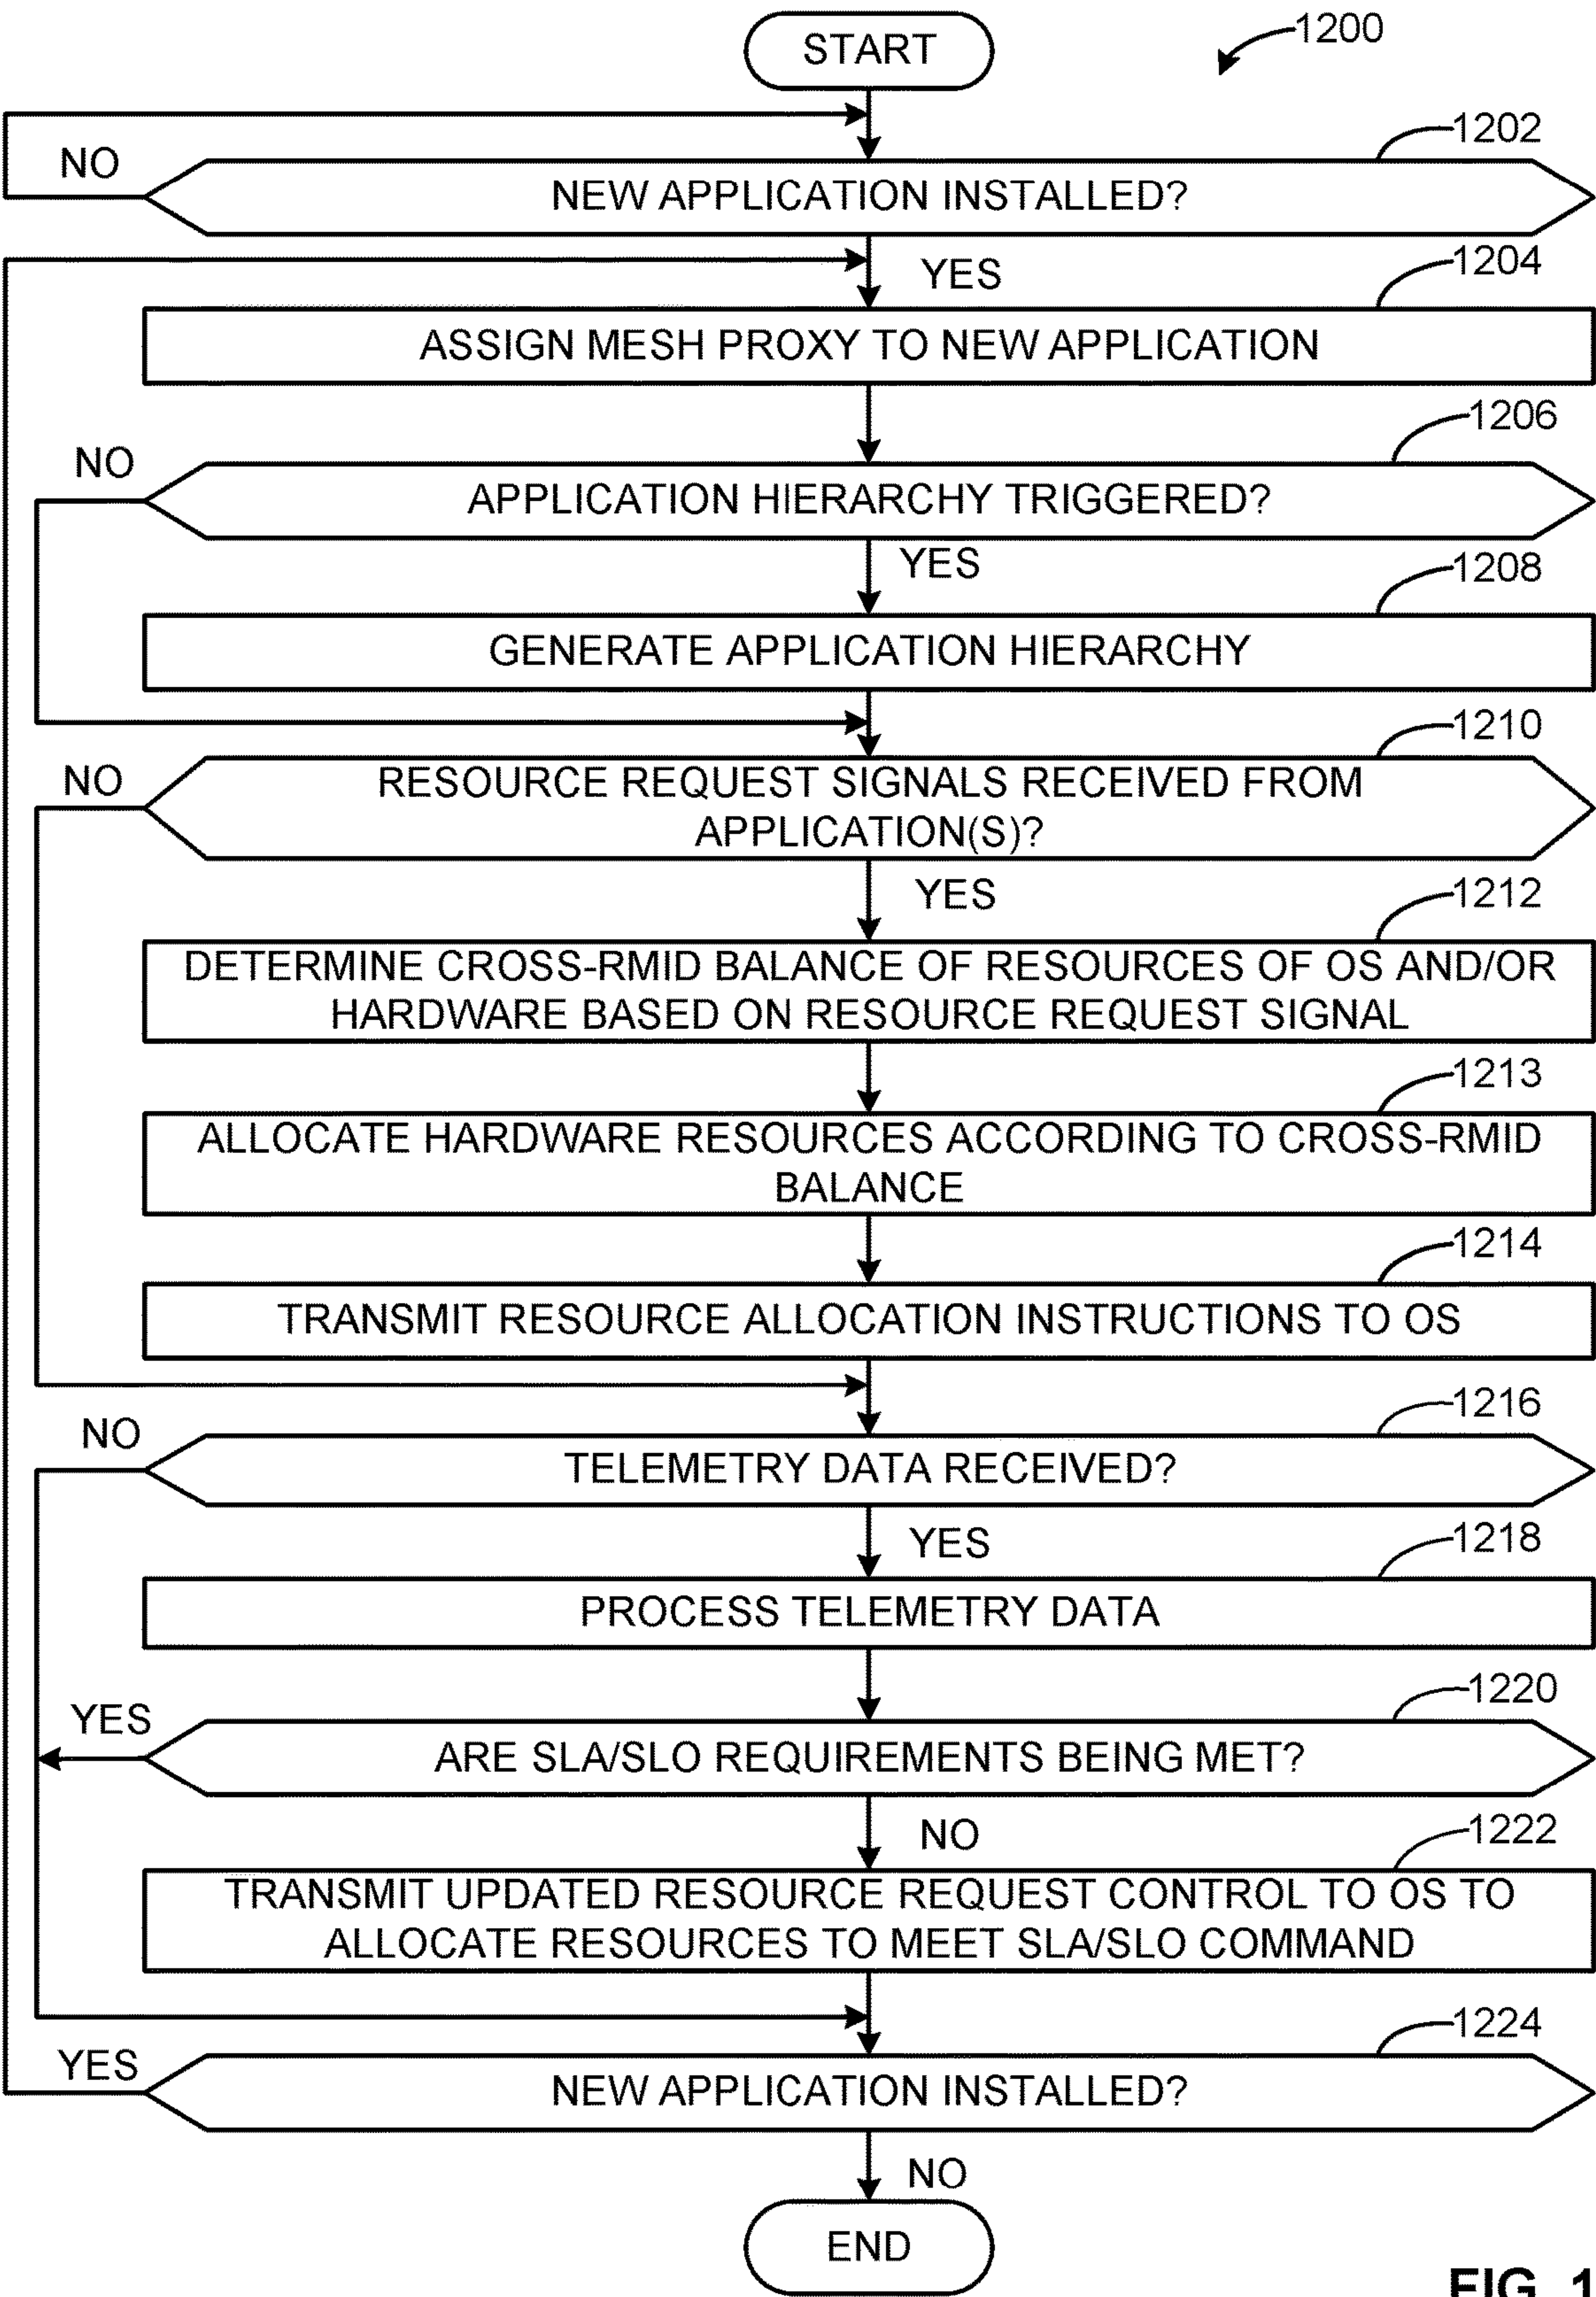 START
1200
1202
NO
NEW APPLICATION INSTALLED?
YES
1204
ASSIGN MESH PROXY TO NEW APPLICATION
1206
NO
APPLICATION HIERARCHY TRIGGERED?
YES
1208
GENERATE APPLICATION HIERARCHY
1210
NO
RESOURCE REQUEST SIGNALS RECEIVED FROM
APPLICATION(S)?
YES
1212
DETERMINE CROSS-RMID BALANCE OF RESOURCES OF OS AND/OR
HARDWARE BASED ON RESOURCE REQUEST SIGNAL
1213
ALLOCATE HARDWARE RESOURCES ACCORDING TO CROSS-RMID
BALANCE
1214
TRANSMIT RESOURCE ALLOCATION INSTRUCTIONS TO OS
1216
NO
TELEMETRY DATA RECEIVED?
YES
1218
PROCESS TELEMETRY DATA
1220
YES
ARE SLA/SLO REQUIREMENTS BEING MET?
NO
1222
TRANSMIT UPDATED RESOURCE REQUEST CONTROL TO OS TO
ALLOCATE RESOURCES TO MEET SLA/SLO COMMAND
1224
YES
NEW APPLICATION INSTALLED?
NO
END
FIG. 1